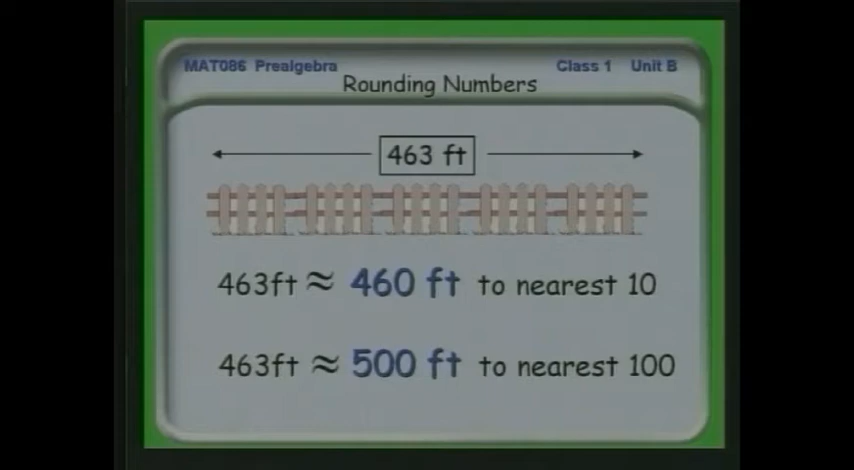 MAT086 Prealgebra Class 1 Unit B
Rounding Numbers
463 ft
463ft ≈ 460 ft to nearest 10
463ft ≈ 500 ft to nearest 100